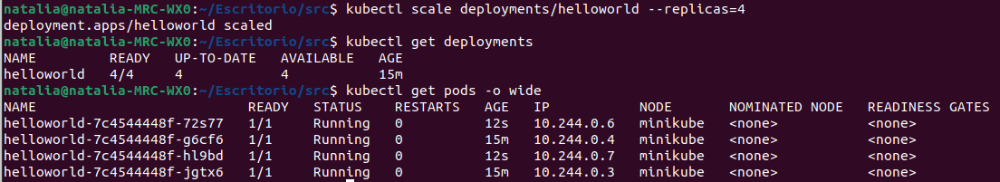 natalia@natalia-MRC-WX0:~/Escritorio/src$ kubectl scale deployments/helloworld --replicas=4
deployment.apps/helloworld scaled
natalia@natalia-MRC-WX0:~/Escritorio/src$ kubectl get deployments
NAME         READY   UP-TO-DATE   AVAILABLE   AGE
helloworld   4/4     4            4           15m
natalia@natalia-MRC-WX0:~/Escritorio/src$ kubectl get pods -o wide
NAME                          READY   STATUS    RESTARTS   AGE   IP           NODE       NOMINATED NODE   READINESS GATES
helloworld-7c4544448f-72s77   1/1     Running   0          12s   10.244.0.6   minikube   <none>           <none>
helloworld-7c4544448f-g6cf6   1/1     Running   0          15m   10.244.0.4   minikube   <none>           <none>
helloworld-7c4544448f-hl9bd   1/1     Running   0          12s   10.244.0.7   minikube   <none>           <none>
helloworld-7c4544448f-jgtx6   1/1     Running   0          15m   10.244.0.3   minikube   <none>           <none>